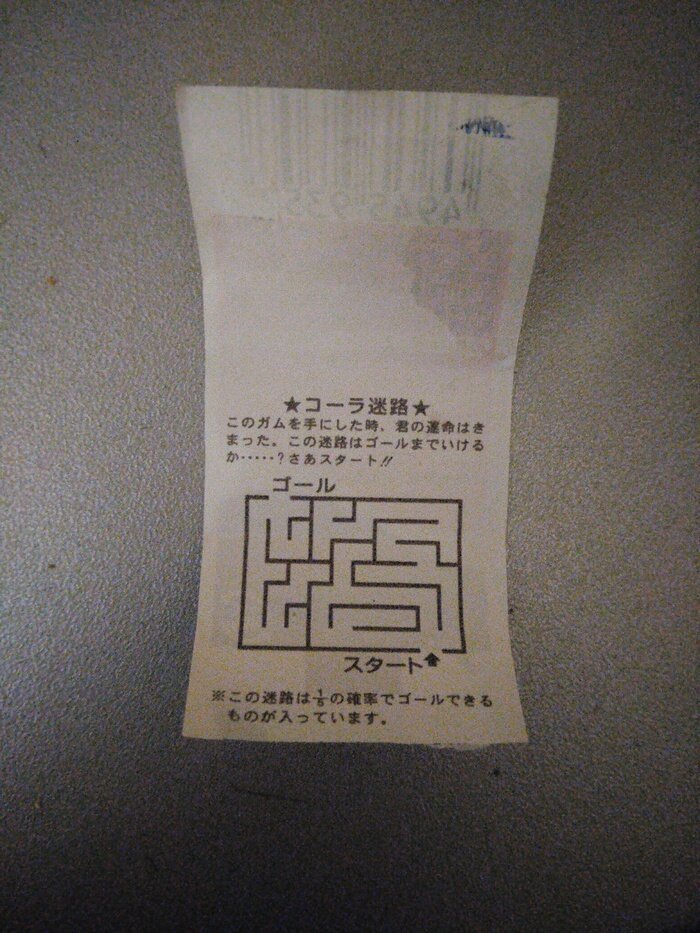 4945 935
★コーラ迷路★
このガムを手にした時、君の運命はき
まった。この迷路はゴールまでいける
か‥‥‥?さあスタート!!
ゴール
スタート
※この迷路は1/5の確率でゴールできる
ものが入っています。